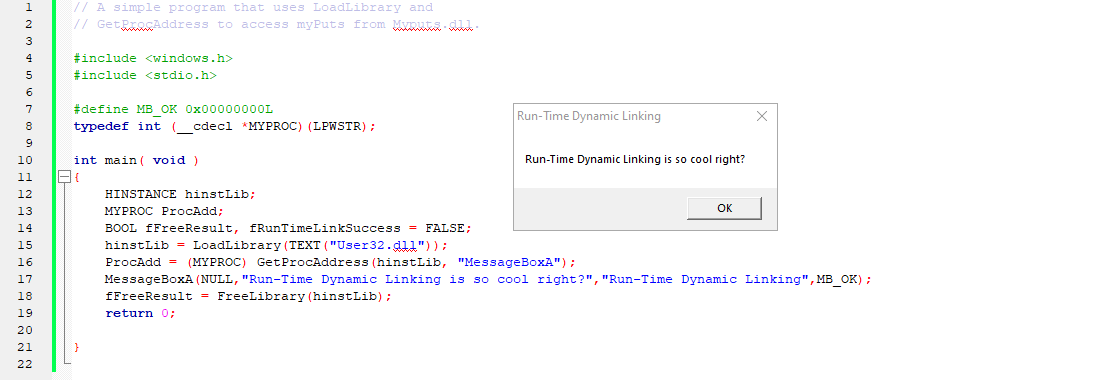 1 // A simple program that uses LoadLibrary and
2 // GetProcAddress to access myPuts from Myputs.dll.
3
4 #include <windows.h>
5 #include <stdio.h>
6
7 #define MB_OK 0x00000000L
8 typedef int (__cdecl *MYPROC)(LPWSTR);
9
10 int main( void )
11 {
12 HINSTANCE hinstLib;
13 MYPROC ProcAdd;
14 BOOL fFreeResult, fRunTimeLinkSuccess = FALSE;
15 hinstLib = LoadLibrary(TEXT("User32.dll"));
16 ProcAdd = (MYPROC) GetProcAddress(hinstLib, "MessageBoxA");
17 MessageBoxA(NULL,"Run-Time Dynamic Linking is so cool right?","Run-Time Dynamic Linking",MB_OK);
18 fFreeResult = FreeLibrary(hinstLib);
19 return 0;
20
21 }
22
Run-Time Dynamic Linking
Run-Time Dynamic Linking is so cool right?
OK